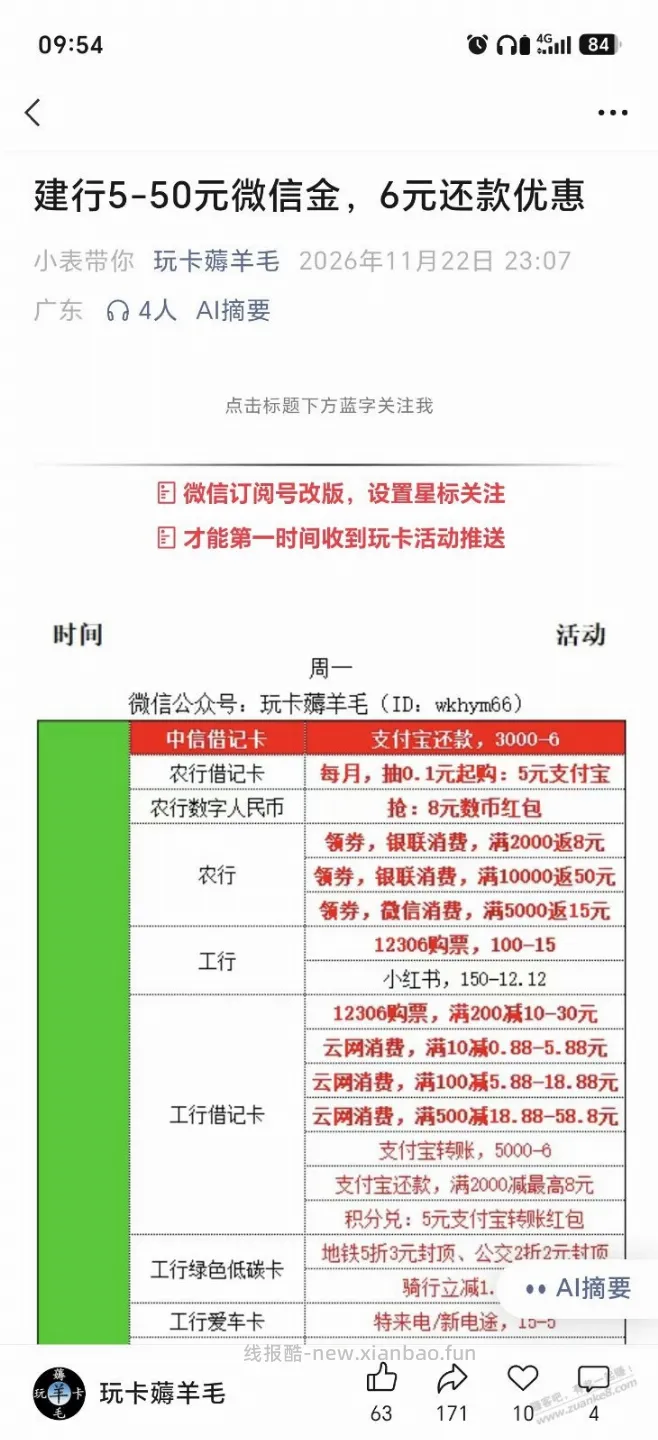 09:54
4G 84
建行5-50元微信金，6元还款优惠
小表带你 玩卡薅羊毛 2026年11月22日 23:07
广东 4人 AI摘要
点击标题下方蓝字关注我
微信订阅号改版，设置星标关注
才能第一时间收到玩卡活动推送
时间 活动
周一
微信公众号：玩卡薅羊毛（ID：wkhym66）
中信借记卡 支付宝还款，3000-6
农行借记卡 每月，抽0.1元起购：5元支付宝
农行数字人民币 抢：8元数币红包
农行 领券，银联消费，满2000返8元
领券，银联消费，满10000返50元
领券，微信消费，满5000返15元
工行 12306购票，100-15
小红书，150-12.12
工行借记卡 12306购票，满200减10-30元
云网消费，满10减0.88-5.88元
云网消费，满100减5.88-18.88元
云网消费，满500减18.88-58.8元
支付宝转账，5000-6
支付宝还款，满2000减最高8元
积分兑：5元支付宝转账红包
工行绿色低碳卡 地铁5折3元封顶、公交2折2元封顶
骑行立减1.
AI摘要
工行爱车卡 特来电/新电途，15-5
线报酷-new.xianbao.fun
薅羊毛玩卡
玩卡薅羊毛
63 171 10 4
www.zuanke8.com